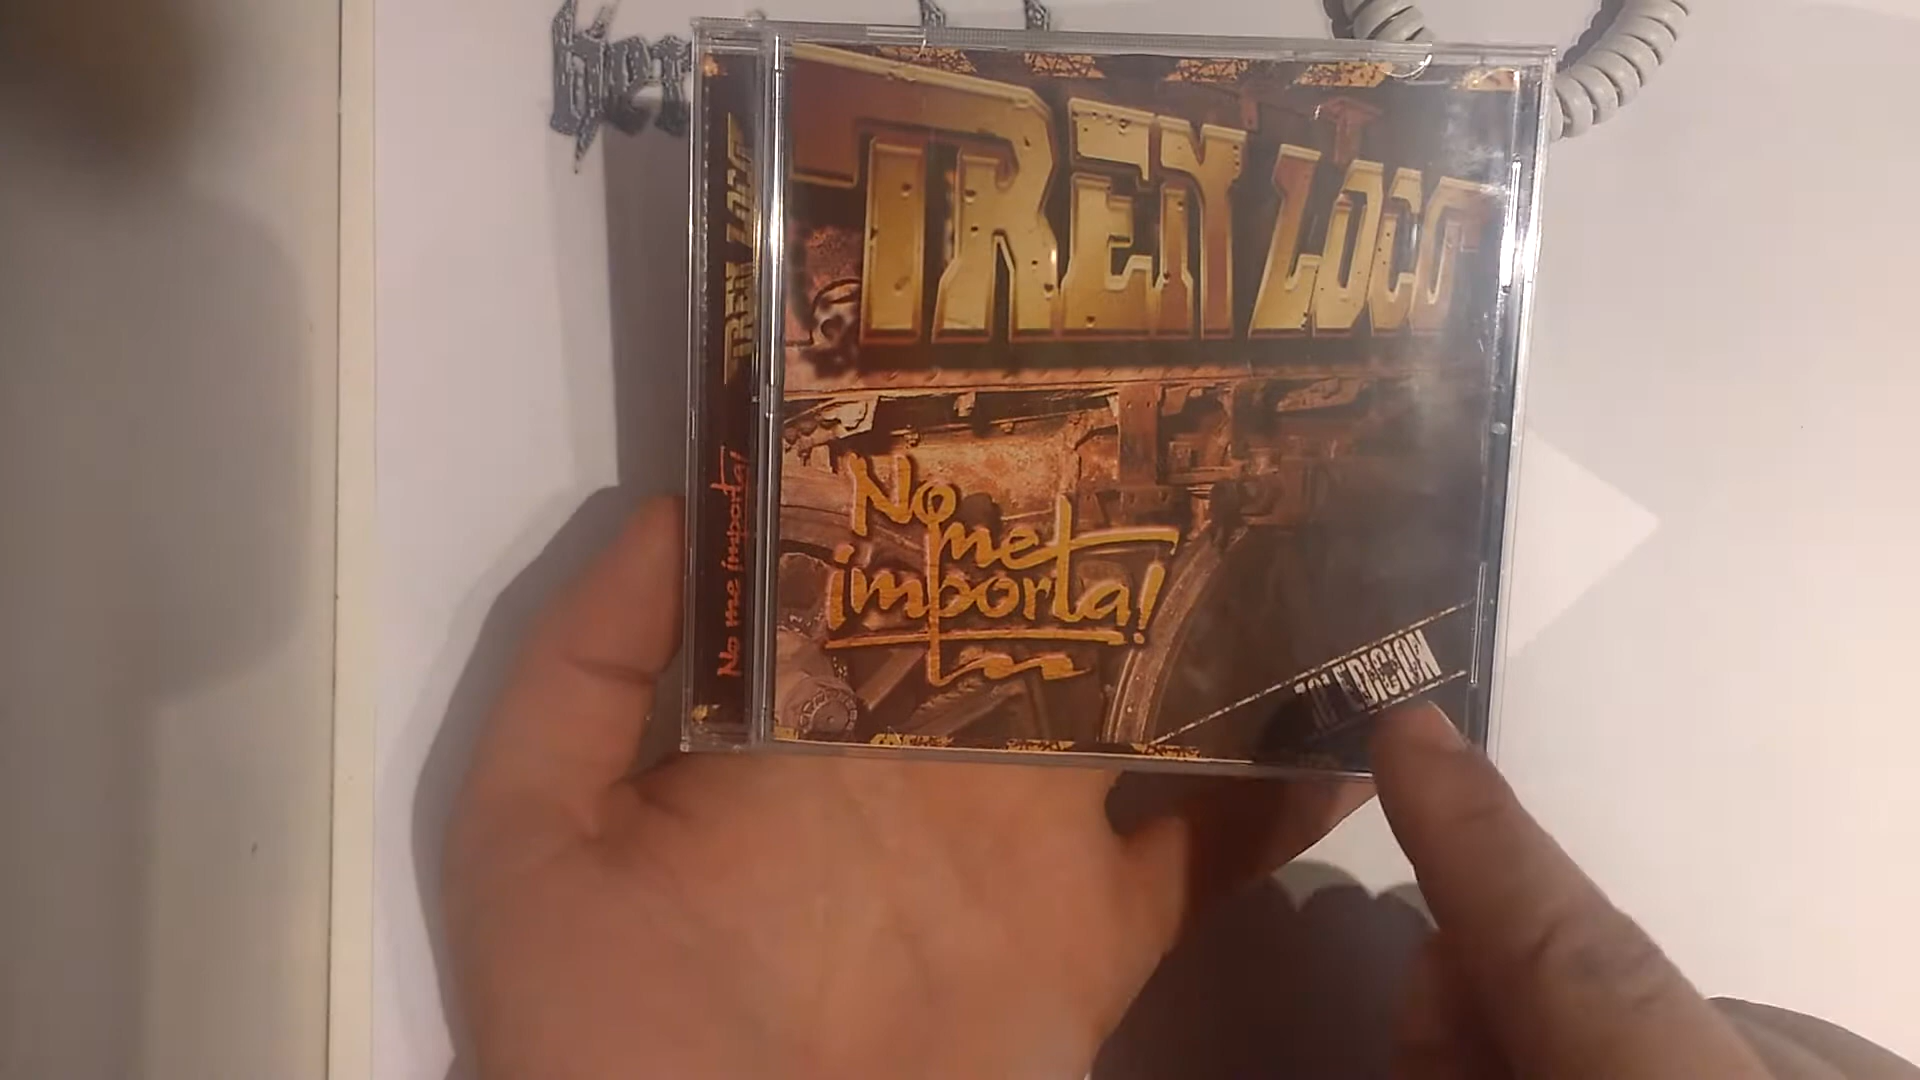 TREN LOCO
No
me
importa!
EDICION
TREN LOCO
No me importa!